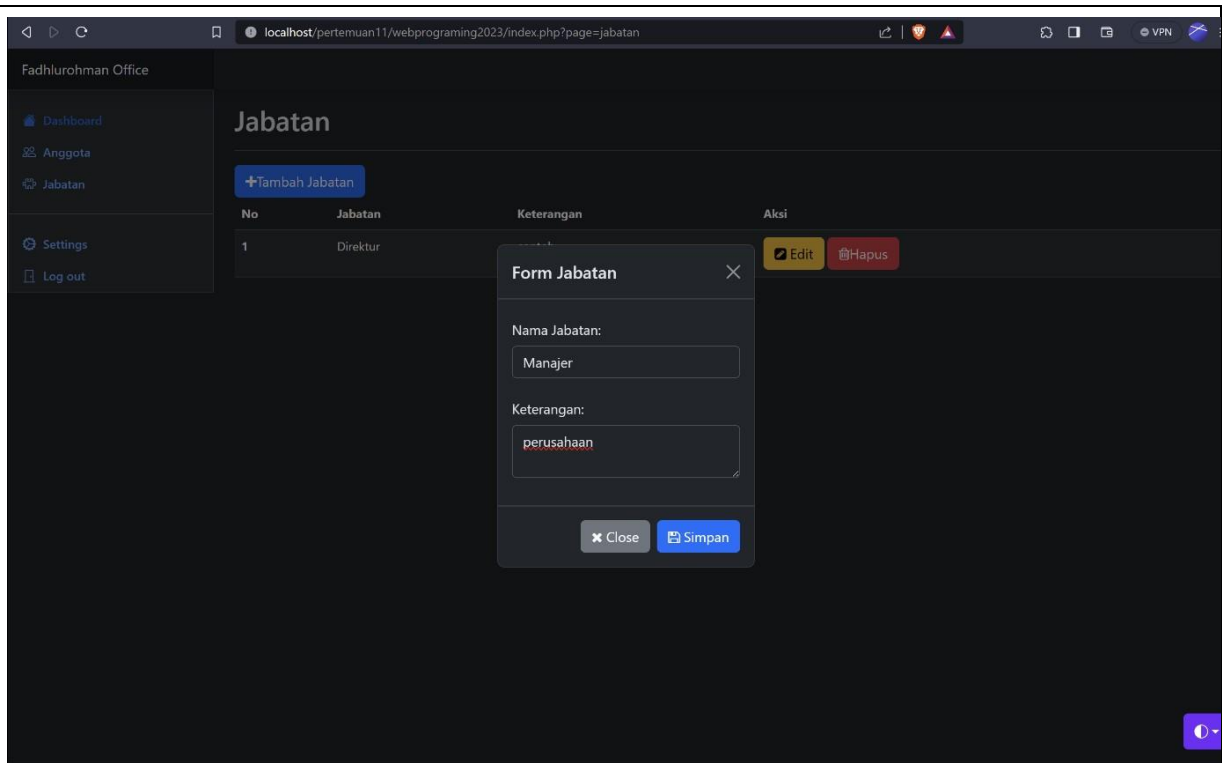 localhost/pertemuan11/webprograming2023/index.php?page=jabatan
VPN
Fadhlurohman Office
Dashboard
Anggota
Jabatan
Settings
Log out
Jabatan
+Tambah Jabatan
No Jabatan Keterangan Aksi
1 Direktur
Edit Hapus
Form Jabatan
Nama Jabatan:
Manajer
Keterangan:
perusahaan
Close Simpan